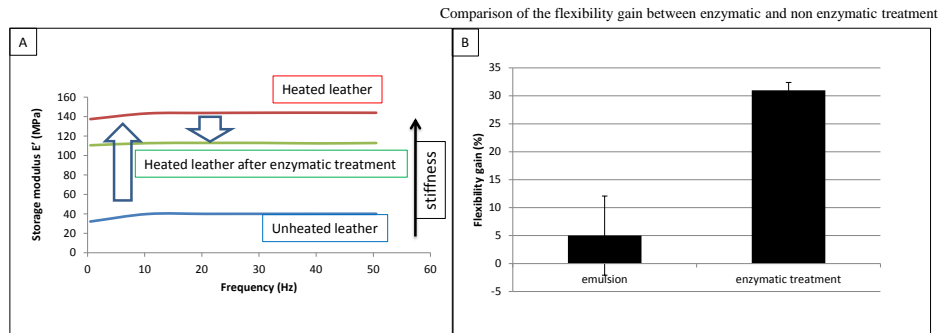 Comparison of the flexibility gain between enzymatic and non enzymatic treatment
A
Storage modulus E' (MPa)
160
140
120
100
80
60
40
20
0
0 10 20 30 40 50 60
Frequency (Hz)
Heated leather
Heated leather after enzymatic treatment
Unheated leather
stiffness
B
Flexibility gain (%)
35
30
25
20
15
10
5
0
-5
emulsion enzymatic treatment